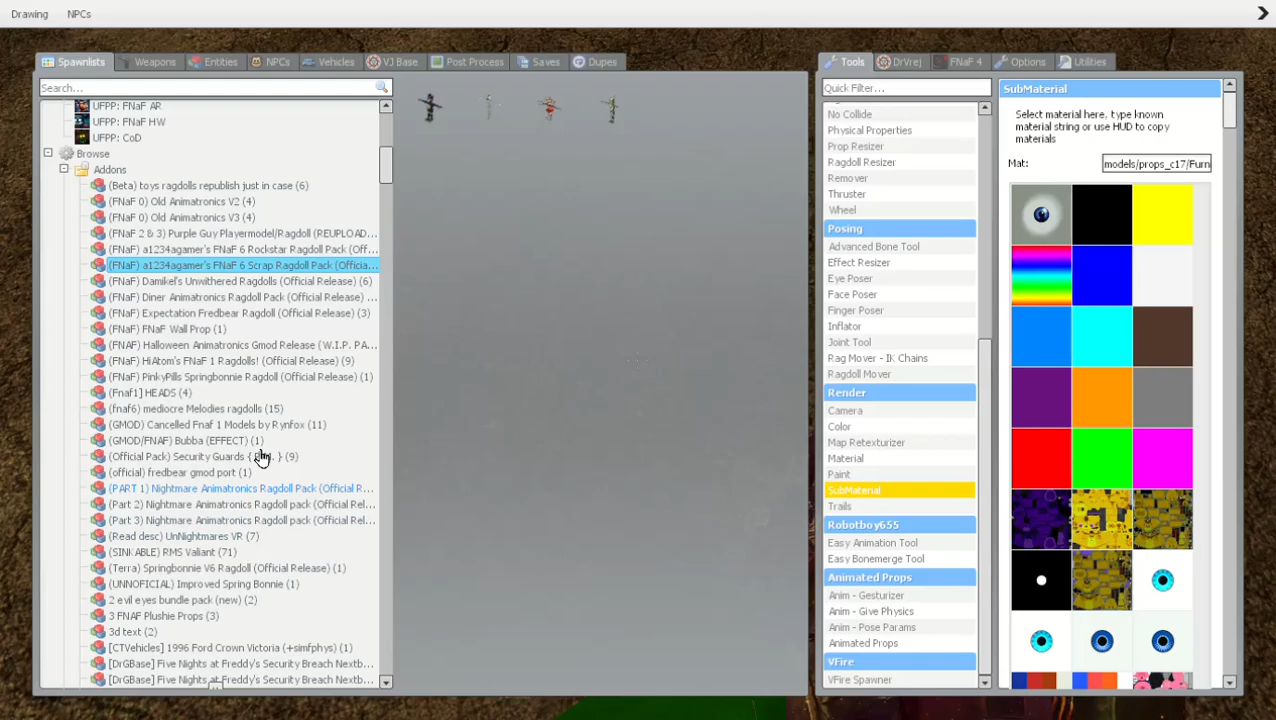 Drawing NPCs
Spawnlists Weapons Entities NPCs Vehicles VJ Base Post Process Saves Dupes
Search...
UFPP: FNaF AR
UFPP: FNaF HW
UFPP: CoD
Browse
Addons
(Beta) toys ragdolls republish just in case (6)
(FNaF 0) Old Animatronics V2 (4)
(FNaF 0) Old Animatronics V3 (4)
(FNAF 2 & 3) Purple Guy Playermodel/Ragdoll (REUPLOAD...
(FNAF) a1234agamer's FNAF 6 Rockstar Ragdoll Pack (Off...
(FNAF) a1234agamer's FNAF 6 Scrap Ragdoll Pack (Officia...
(FNAF) Damikel's Unwithered Ragdolls (Official Release) (6)
(FNAF) Diner Animatronics Ragdoll Pack (Official Release) ...
(FNAF) Expectation Fredbear Ragdoll (Official Release) (3)
(FNAF) FNAF Wall Prop (1)
(FNAF) Halloween Animatronics Gmod Release (W.I.P. PA...
(FNAF) HiAtom's FNAF 1 Ragdolls! (Official Release) (9)
(FNAF) PinkyPills Springbonnie Ragdoll (Official Release) (1)
(Fnaf1] HEADS (4)
(fnaf6) mediocre Melodies ragdolls (15)
(GMOD) Cancelled Fnaf 1 Models by Rynfox (11)
(GMOD/FNAF) Bubba (EFFECT) (1)
(Official Pack) Security Guards { } (9)
(official) fredbear gmod port (1)
(PART 1) Nightmare Animatronics Ragdoll Pack (Official R...
(Part 2) Nightmare Animatronics Ragdoll pack (Official Rel...
(Part 3) Nightmare Animatronics Ragdoll pack (Official Rel...
(Read desc) UnNightmares VR (7)
(SINKABLE) RMS Valiant (71)
(Terra) Springbonnie V6 Ragdoll (Official Release) (1)
(UNNOFICIAL) Improved Spring Bonnie (1)
2 evil eyes bundle pack (new) (2)
3 FNAF Plushie Props (3)
3d text (2)
[CTVehicles] 1996 Ford Crown Victoria (+simfphys) (1)
[DrGBase] Five Nights at Freddy's Security Breach Nextb...
[DrGBase] Five Nights at Freddy's Security Breach Nextb...
Tools DrVrej FNAF 4 Options Utilities
Quick Filter...
No Collide
Physical Properties
Prop Resizer
Ragdoll Resizer
Remover
Thruster
Wheel
Posing
Advanced Bone Tool
Effect Resizer
Eye Poser
Face Poser
Finger Poser
Inflator
Joint Tool
Rag Mover - IK Chains
Ragdoll Mover
Render
Camera
Color
Map Retexturizer
Material
Paint
SubMaterial
Trails
Robotboy655
Easy Animation Tool
Easy Bonemerge Tool
Animated Props
Anim - Gesturizer
Anim - Give Physics
Anim - Pose Params
Animated Props
VFire
VFire Spawner
SubMaterial
Select material here, type known
material string or use HUD to copy
materials
Mat: models/props_c17/Furn